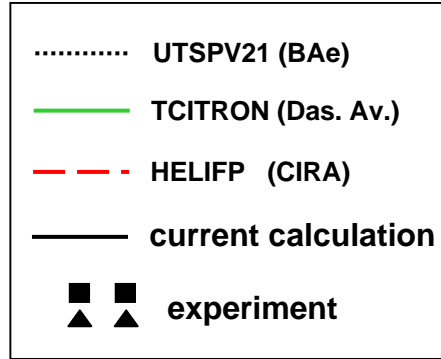 UTSPV21 (BAe)
TCITRON (Das. Av.)
HELIFP (CIRA)
current calculation
experiment